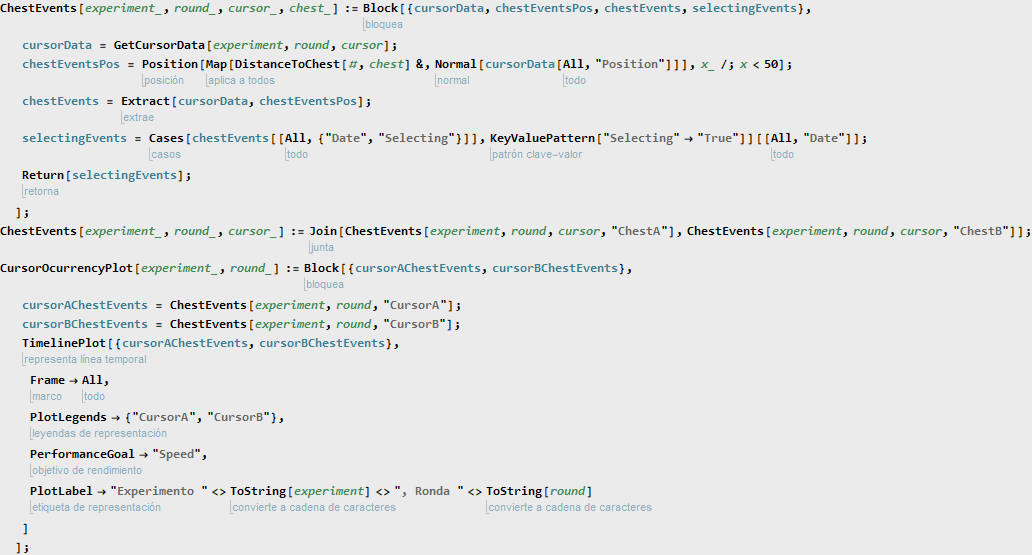 ChestEvents[experiment_, round_, cursor_, chest_] := Block[{cursorData, chestEventsPos, chestEvents, selectingEvents},
bloquea
cursorData = GetCursorData[experiment, round, cursor];
chestEventsPos = Position[Map[DistanceToChest[#, chest] &, Normal[cursorData[All, "Position"]]], x_ /; x < 50];
posición aplica a todos normal todo
chestEvents = Extract[cursorData, chestEventsPos];
extrae
selectingEvents = Cases[chestEvents[[All, {"Date", "Selecting"}]], KeyValuePattern["Selecting" → "True"]][[All, "Date"]];
casos todo patrón clave-valor todo
Return[selectingEvents];
retorna
];
ChestEvents[experiment_, round_, cursor_] := Join[ChestEvents[experiment, round, cursor, "ChestA"], ChestEvents[experiment, round, cursor, "ChestB"]];
junta
CursorOcurrencyPlot[experiment_, round_] := Block[{cursorAChestEvents, cursorBChestEvents},
bloquea
cursorAChestEvents = ChestEvents[experiment, round, "CursorA"];
cursorBChestEvents = ChestEvents[experiment, round, "CursorB"];
TimelinePlot[{cursorAChestEvents, cursorBChestEvents},
representa línea temporal
Frame → All,
marco todo
PlotLegends → {"CursorA", "CursorB"},
leyendas de representación
PerformanceGoal → "Speed",
objetivo de rendimiento
PlotLabel → "Experimento " <> ToString[experiment] <> ", Ronda " <> ToString[round]
etiqueta de representación convierte a cadena de caracteres convierte a cadena de caracteres
]
];